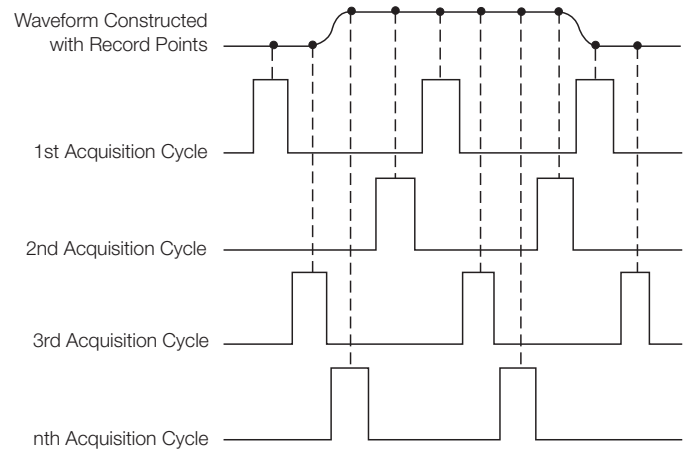 Waveform Constructed
with Record Points
1st Acquisition Cycle
2nd Acquisition Cycle
3rd Acquisition Cycle
nth Acquisition Cycle